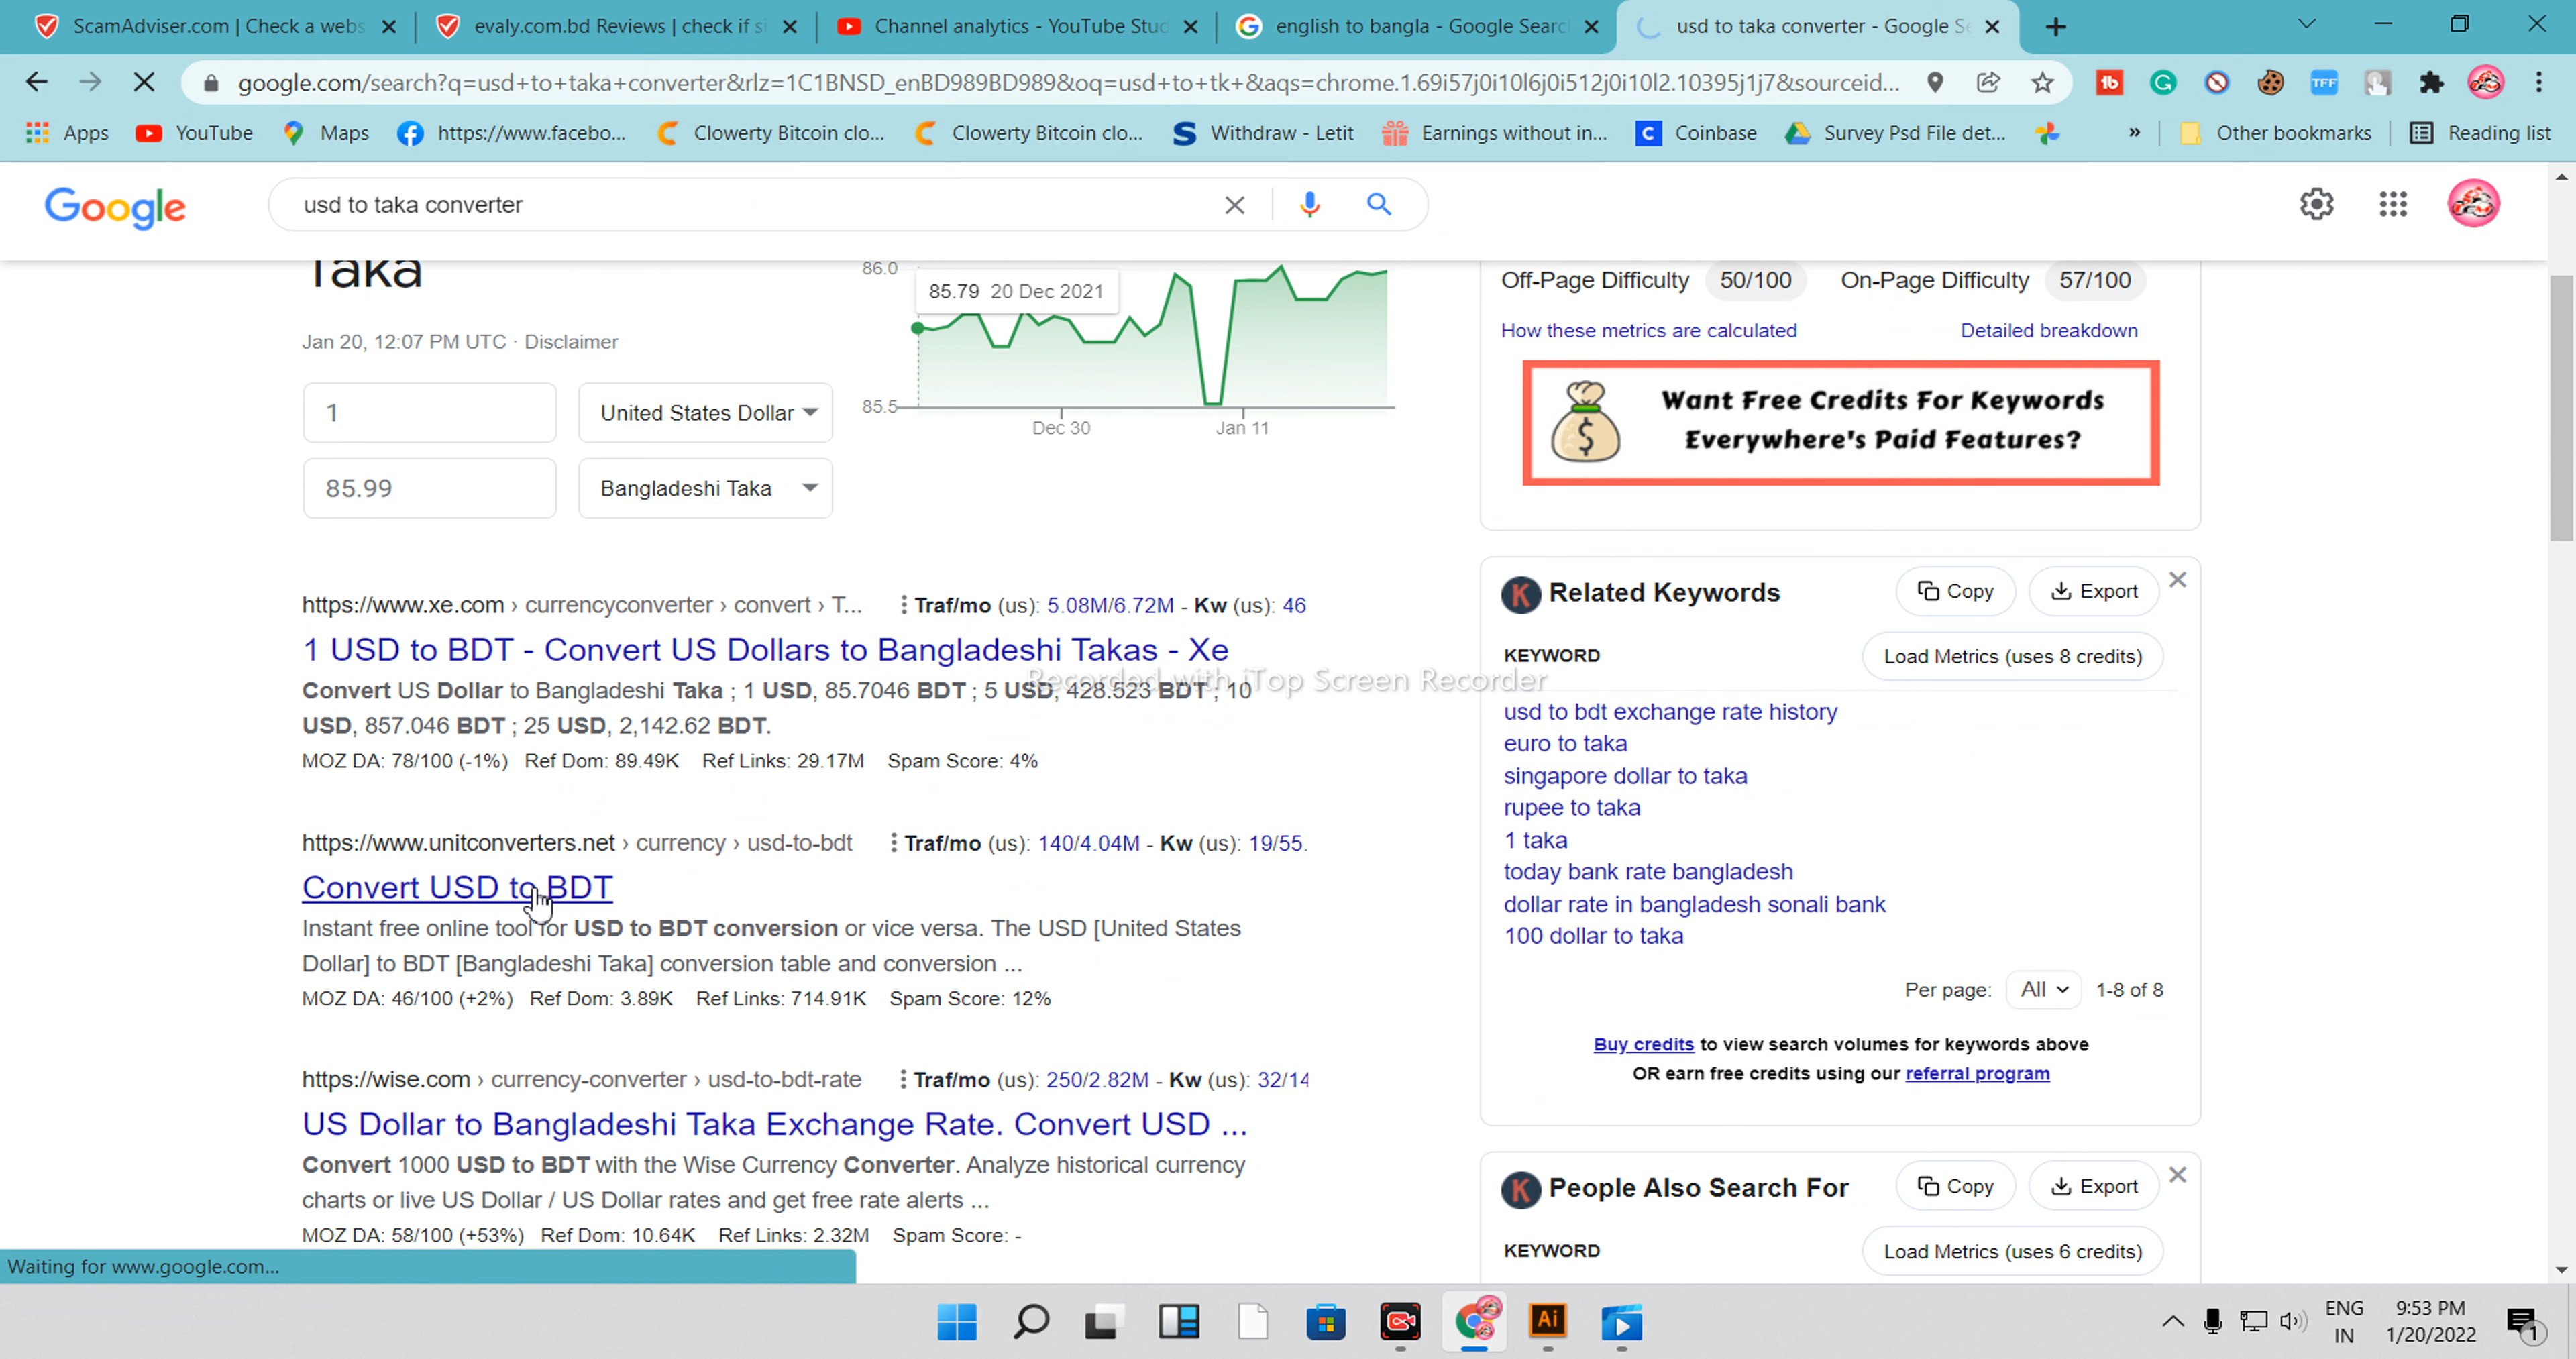 ScamAdviser.com | Check a webs
evaly.com.bd Reviews | check if si
Channel analytics - YouTube Stud
english to bangla - Google Search
usd to taka converter - Google Se
google.com/search?q=usd+to+taka+converter&rlz=1C1BNSD_enBD989BD989&oq=usd+to+tk+&aqs=chrome.1.69i57j0i10l6j0i512j0i10l2.10395j1j7&sourceid...
Apps YouTube Maps https://www.facebo... Clowerty Bitcoin clo... Clowerty Bitcoin clo... Withdraw - Letit Earnings without in... Coinbase Survey Psd File det... » Other bookmarks Reading list
Google
usd to taka converter
Taka
Jan 20, 12:07 PM UTC · Disclaimer
1 United States Dollar
85.99 Bangladeshi Taka
86.0
85.79 20 Dec 2021
85.5
Dec 30 Jan 11
Off-Page Difficulty 50/100 On-Page Difficulty 57/100
How these metrics are calculated Detailed breakdown
Want Free Credits For Keywords
Everywhere's Paid Features?
https://www.xe.com › currencyconverter › convert › T... Traf/mo (us): 5.08M/6.72M - Kw (us): 46
1 USD to BDT - Convert US Dollars to Bangladeshi Takas - Xe
Recorded with iTop Screen Recorder
Convert US Dollar to Bangladeshi Taka ; 1 USD, 85.7046 BDT ; 5 USD, 428.523 BDT ; 10
USD, 857.046 BDT ; 25 USD, 2,142.62 BDT.
MOZ DA: 78/100 (-1%) Ref Dom: 89.49K Ref Links: 29.17M Spam Score: 4%
https://www.unitconverters.net › currency › usd-to-bdt Traf/mo (us): 140/4.04M - Kw (us): 19/55.
Convert USD to BDT
Instant free online tool for USD to BDT conversion or vice versa. The USD [United States
Dollar] to BDT [Bangladeshi Taka] conversion table and conversion ...
MOZ DA: 46/100 (+2%) Ref Dom: 3.89K Ref Links: 714.91K Spam Score: 12%
https://wise.com › currency-converter › usd-to-bdt-rate Traf/mo (us): 250/2.82M - Kw (us): 32/14
US Dollar to Bangladeshi Taka Exchange Rate. Convert USD ...
Convert 1000 USD to BDT with the Wise Currency Converter. Analyze historical currency
charts or live US Dollar / US Dollar rates and get free rate alerts ...
MOZ DA: 58/100 (+53%) Ref Dom: 10.64K Ref Links: 2.32M Spam Score: -
Related Keywords Copy Export
KEYWORD Load Metrics (uses 8 credits)
usd to bdt exchange rate history
euro to taka
singapore dollar to taka
rupee to taka
1 taka
today bank rate bangladesh
dollar rate in bangladesh sonali bank
100 dollar to taka
Per page: All 1-8 of 8
Buy credits to view search volumes for keywords above
OR earn free credits using our referral program
People Also Search For Copy Export
KEYWORD Load Metrics (uses 6 credits)
Waiting for www.google.com...
ENG
IN
9:53 PM
1/20/2022
1